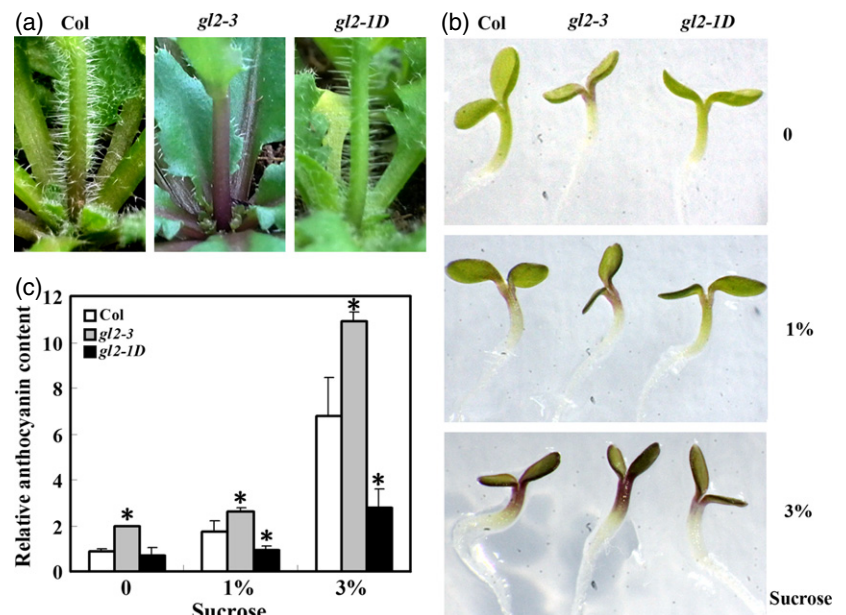 (a) Col gl2-3 gl2-1D
(b) Col gl2-3 gl2-1D
0
1%
3%
Sucrose
(c)
Relative anthocyanin content
12
10
8
6
4
2
0
Col
gl2-3
gl2-1D
*
*
*
*
*
0 1% 3%
Sucrose